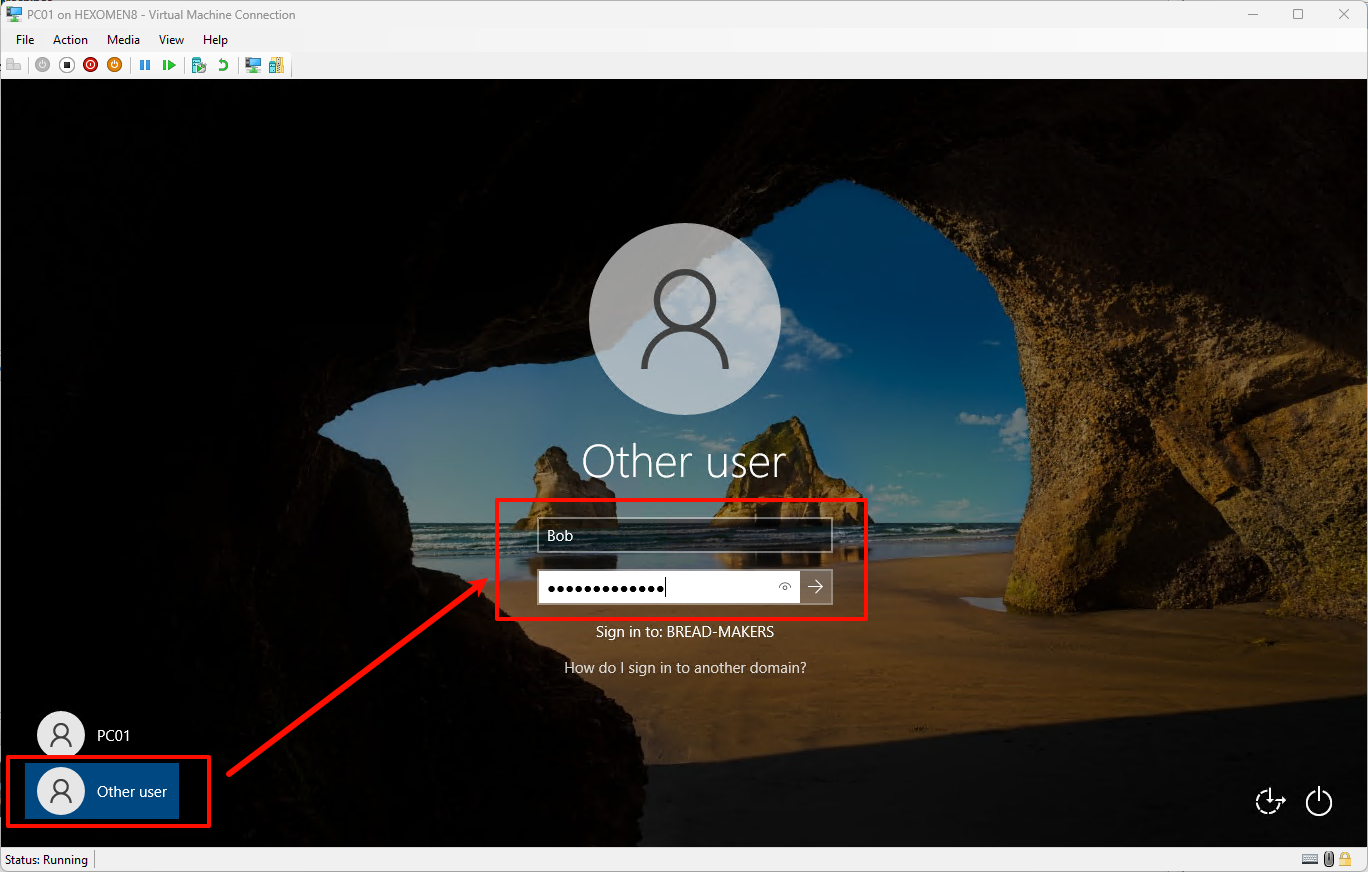 PC01 on HEXOMEN8 - Virtual Machine Connection
File Action Media View Help
Other user
Bob
Sign in to: BREAD-MAKERS
How do I sign in to another domain?
PC01
Other user
Status: Running